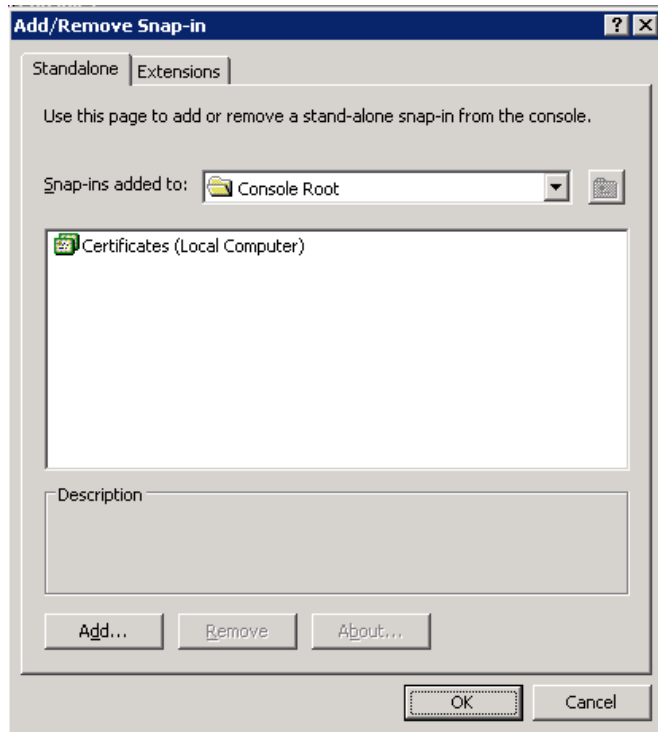 Add/Remove Snap-in
Standalone
Extensions
Use this page to add or remove a stand-alone snap-in from the console.
Snap-ins added to:
Console Root
Certificates (Local Computer)
Description
Add...
Remove
About...
OK
Cancel